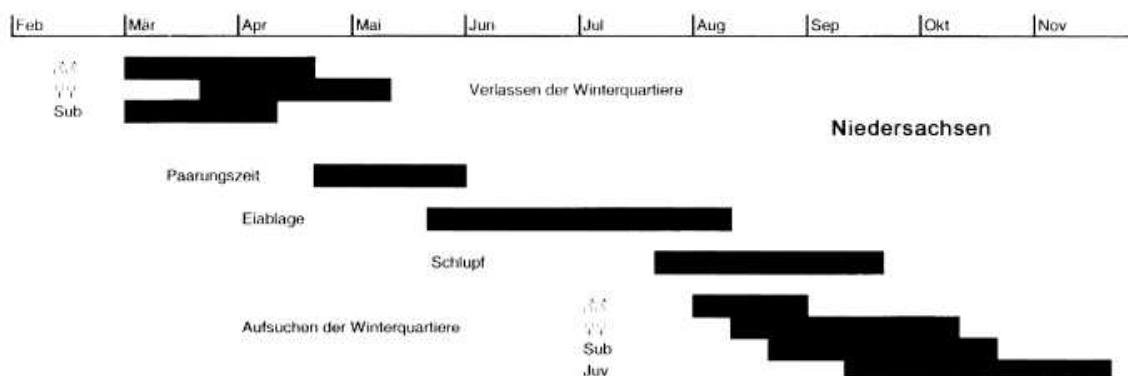 Feb Mär Apr Mai Jun Jul Aug Sep Okt Nov
♂♂
♀♀
Verlassen der Winterquartiere
Sub
Niedersachsen
Paarungszeit
Eiablage
Schlupf
♂♂
Aufsuchen der Winterquartiere
♀♀
Sub
Juv